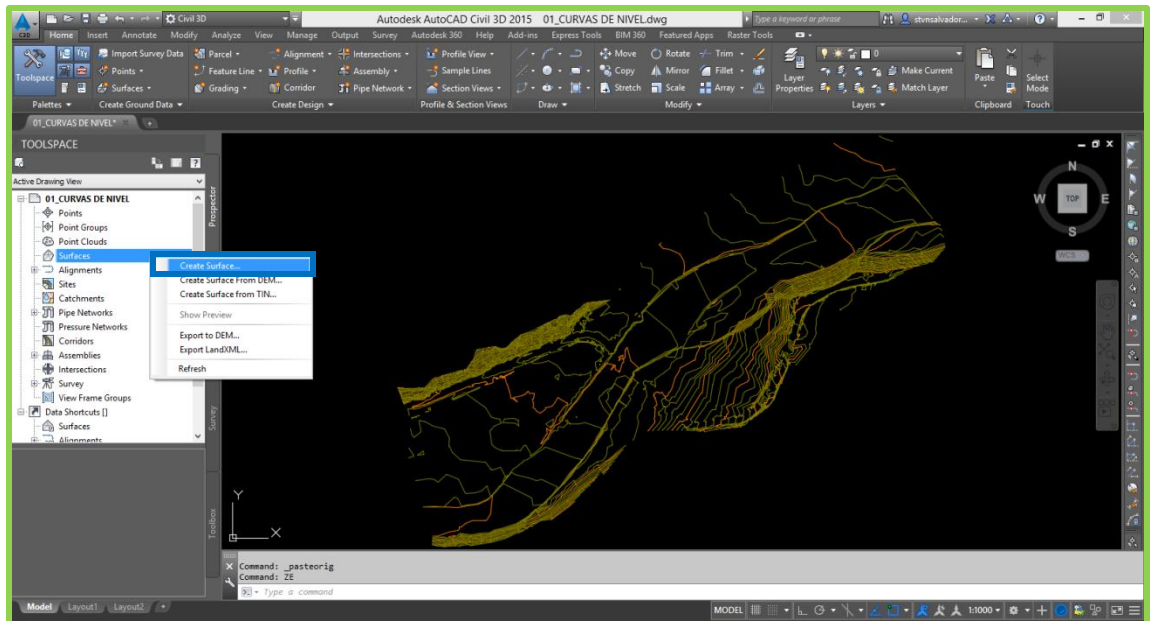 Civil 3D
Autodesk AutoCAD Civil 3D 2015 01_CURVAS DE NIVEL.dwg
Type a keyword or phrase
stvnsalvador...
C3D
Home Insert Annotate Modify Analyze View Manage Output Survey Autodesk 360 Help Add-ins Express Tools BIM 360 Featured Apps Raster Tools
Toolspace
Import Survey Data
Points
Surfaces
Parcel
Feature Line
Grading
Alignment
Profile
Corridor
Intersections
Assembly
Pipe Network
Profile View
Sample Lines
Section Views
Move
Copy
Stretch
Rotate
Mirror
Scale
Trim
Fillet
Array
Layer
Properties
0
Make Current
Match Layer
Paste
Select
Mode
Palettes Create Ground Data Create Design Profile & Section Views Draw Modify Layers Clipboard Touch
01_CURVAS DE NIVEL*
TOOLSPACE
Active Drawing View
01_CURVAS DE NIVEL
Points
Point Groups
Point Clouds
Surfaces
Alignments
Sites
Catchments
Pipe Networks
Pressure Networks
Corridors
Assemblies
Intersections
Survey
View Frame Groups
Data Shortcuts []
Surfaces
Alignments
Prospector
Survey
Toolbox
Create Surface...
Create Surface From DEM...
Create Surface from TIN...
Show Preview
Export to DEM...
Export LandXML...
Refresh
N
W
TOP
E
S
WCS
Y
X
Command: _pasteorig
Command: ZE
Type a command
Model Layout1 Layout2 +
MODEL
1:1000